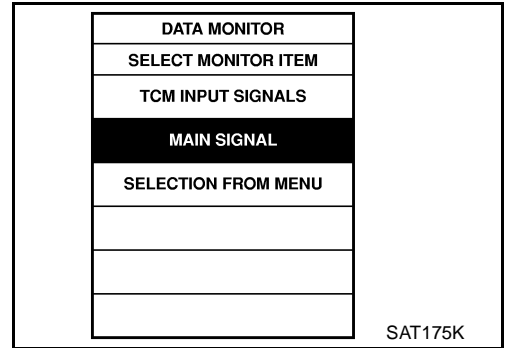 DATA MONITOR
SELECT MONITOR ITEM
TCM INPUT SIGNALS
MAIN SIGNAL
SELECTION FROM MENU
SAT175K